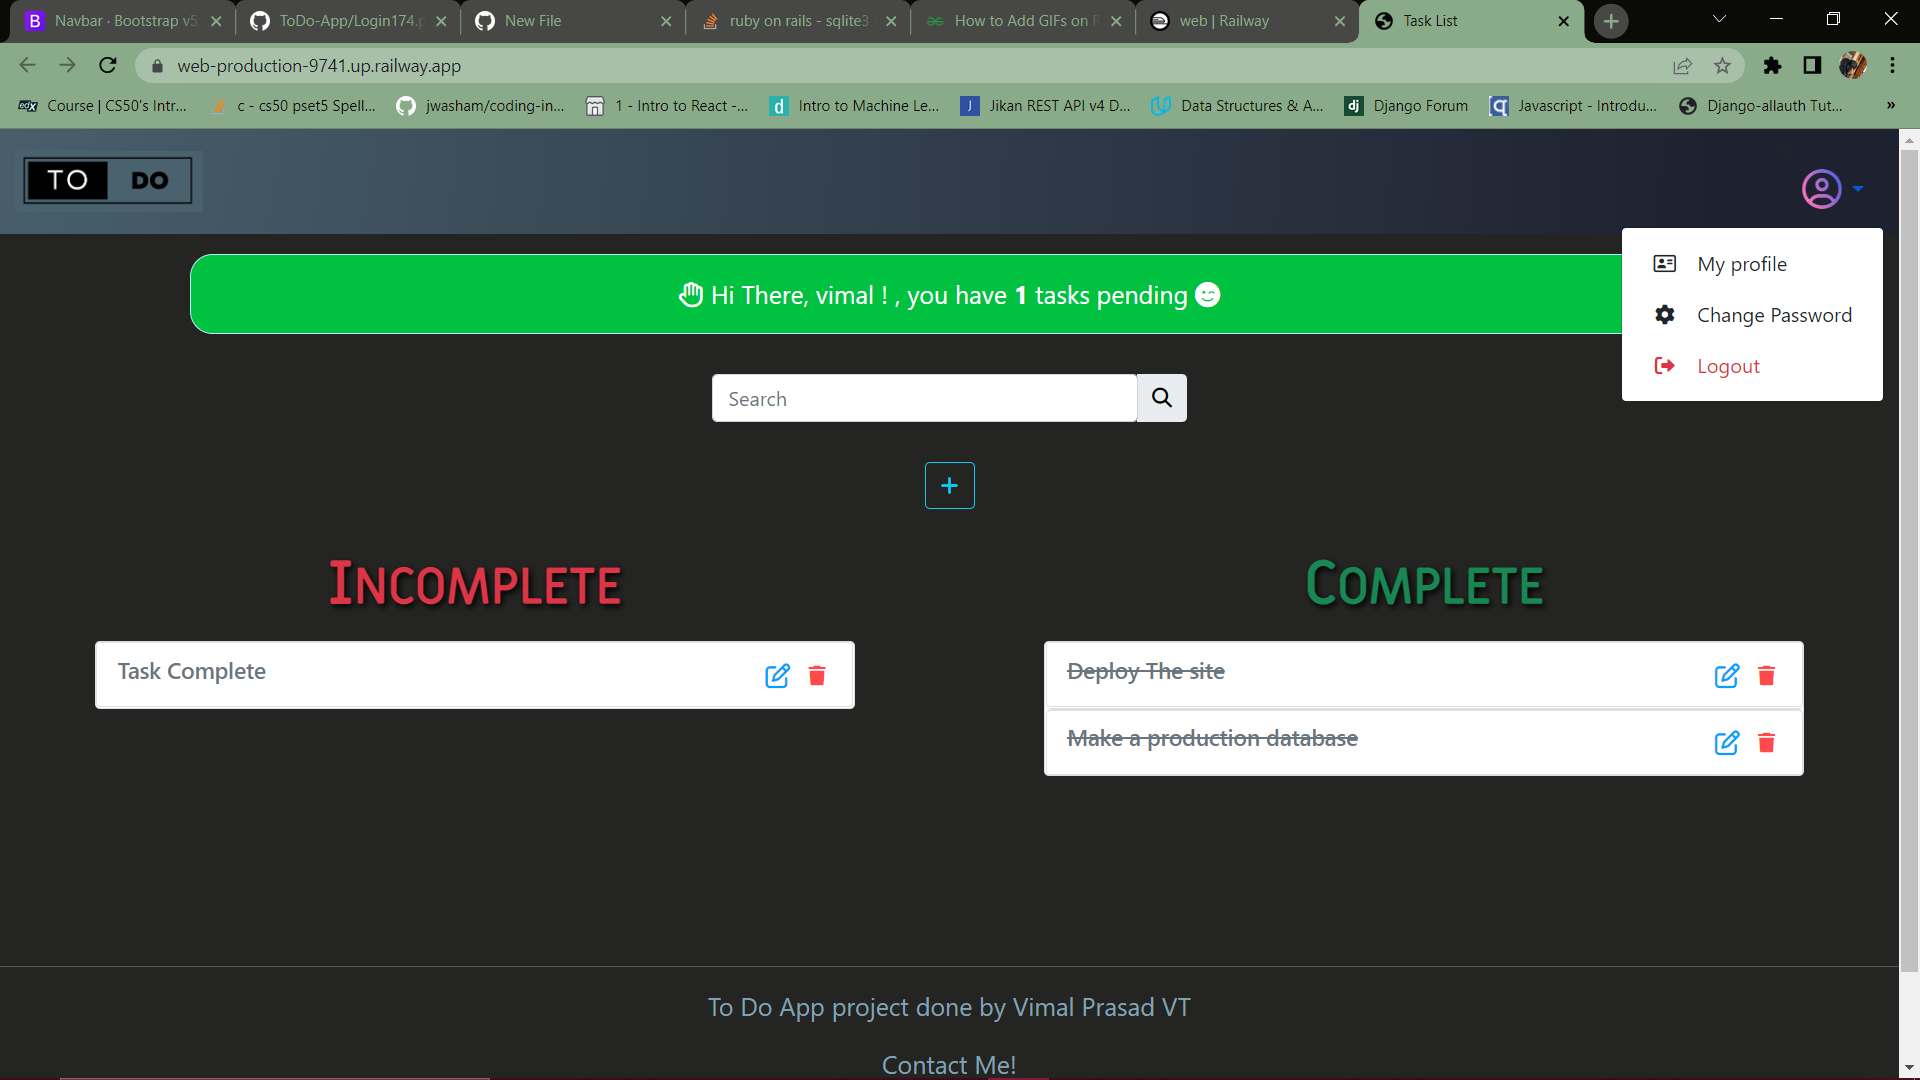 Navbar · Bootstrap v5
ToDo-App/Login174.p
New File
ruby on rails - sqlite3
How to Add GIFs on R
web | Railway
Task List
web-production-9741.up.railway.app
edX Course | CS50's Intr...
c - cs50 pset5 Spell...
jwasham/coding-in...
1 - Intro to React -...
d Intro to Machine Le...
J Jikan REST API v4 D...
Data Structures & A...
dj Django Forum
Javascript - Introdu...
Django-allauth Tut...
»
TO DO
My profile
Change Password
Logout
Hi There, vimal ! , you have 1 tasks pending
Search
+
Incomplete
Complete
Task Complete
Deploy The site
Make a production database
To Do App project done by Vimal Prasad VT
Contact Me!